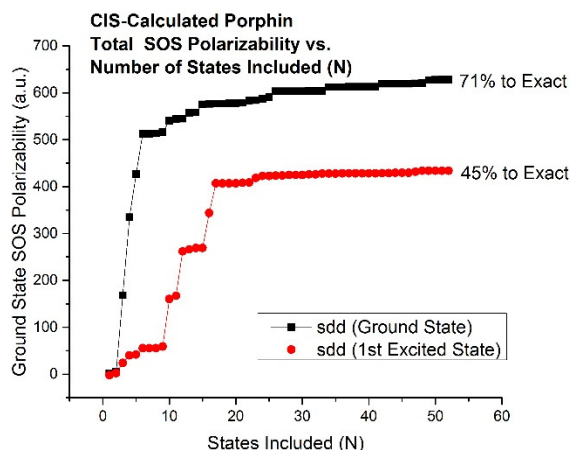 CIS-Calculated Porphin
Total SOS Polarizability vs.
Number of States Included (N)
700
600
500
400
300
200
100
0
Ground State SOS Polarizability (a.u.)
71% to Exact
45% to Exact
sdd (Ground State)
sdd (1st Excited State)
0 10 20 30 40 50 60
States Included (N)